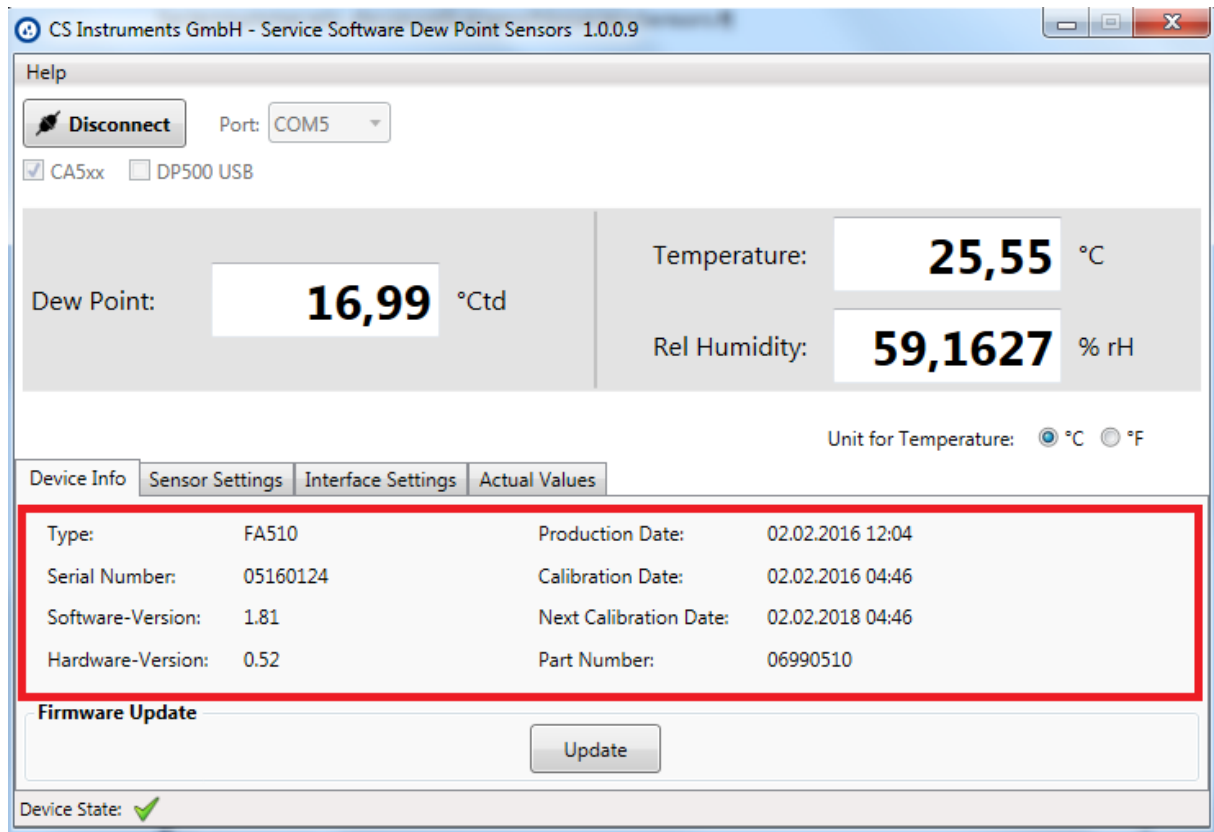 CS Instruments GmbH - Service Software Dew Point Sensors 1.0.0.9
Help
Disconnect Port: COM5
CA5xx DP500 USB
Dew Point: 16,99 °Ctd
Temperature: 25,55 °C
Rel Humidity: 59,1627 % rH
Unit for Temperature: °C °F
Device Info Sensor Settings Interface Settings Actual Values
Type: FA510 Production Date: 02.02.2016 12:04
Serial Number: 05160124 Calibration Date: 02.02.2016 04:46
Software-Version: 1.81 Next Calibration Date: 02.02.2018 04:46
Hardware-Version: 0.52 Part Number: 06990510
Firmware Update
Update
Device State: